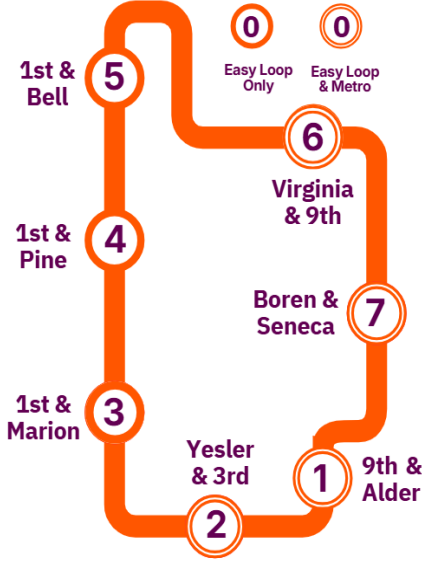 0
0
Easy Loop
Only
Easy Loop
& Metro
5
1st &
Bell
6
Virginia
& 9th
4
1st &
Pine
7
Boren &
Seneca
3
1st &
Marion
Yesler
& 3rd
1
9th &
Alder
2